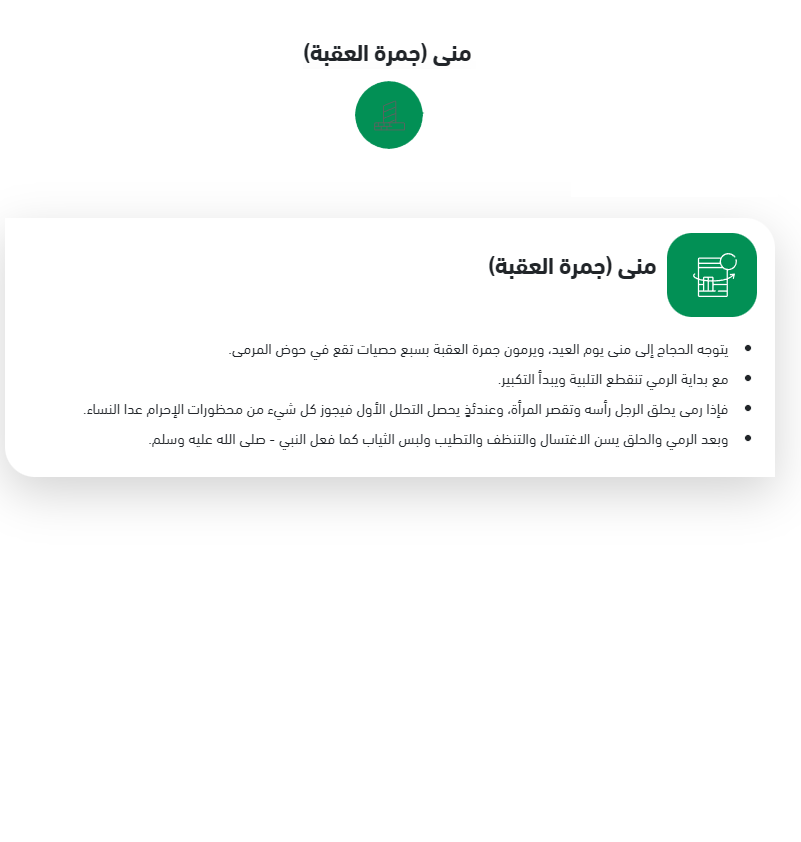 منى (جمرة العقبة)
منى (جمرة العقبة)
يتوجه الحجاج إلى منى يوم العيد، ويرمون جمرة العقبة بسبع حصيات تقع في حوض المرمى.
مع بداية الرمي تنقطع التلبية ويبدأ التكبير.
فإذا رمى يحلق الرجل رأسه وتقصر المرأة، وعندئذٍ يحصل التحلل الأول فيجوز كل شيء من محظورات الإحرام عدا النساء.
وبعد الرمي والحلق يسن الاغتسال والتنظف والتطيب ولبس الثياب كما فعل النبي - صلى الله عليه وسلم.